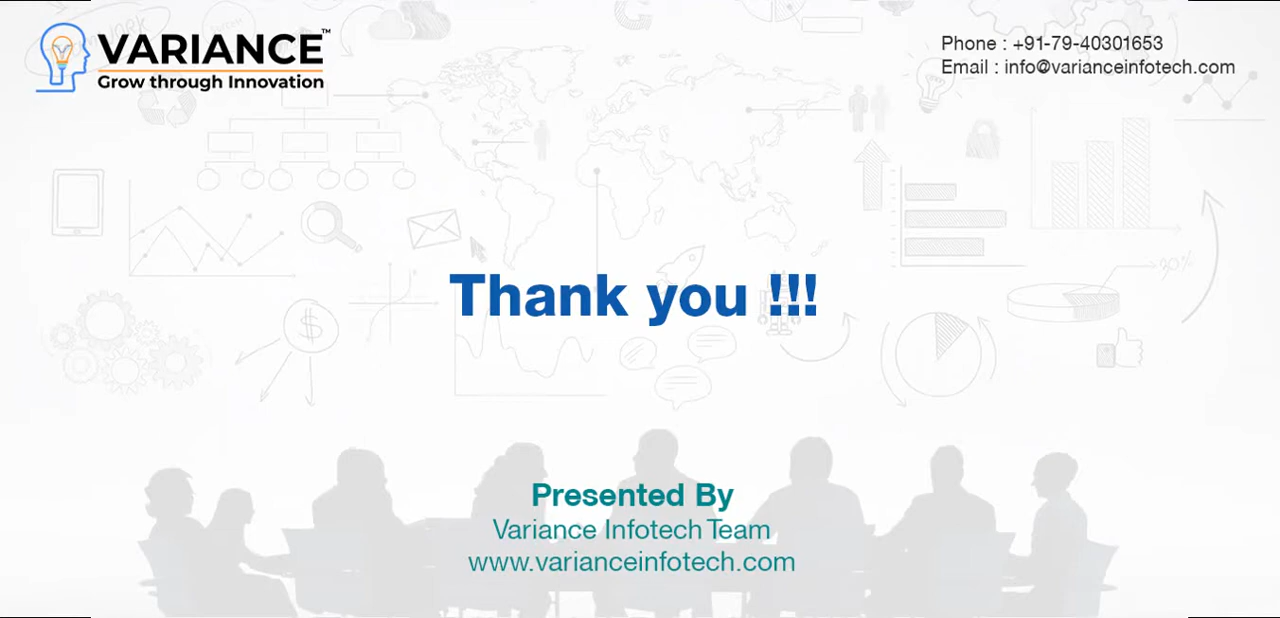 VARIANCE™
Grow through Innovation
Phone : +91-79-40301653
Email : info@varianceinfotech.com
30%
Thank you !!!
Presented By
Variance Infotech Team
www.varianceinfotech.com